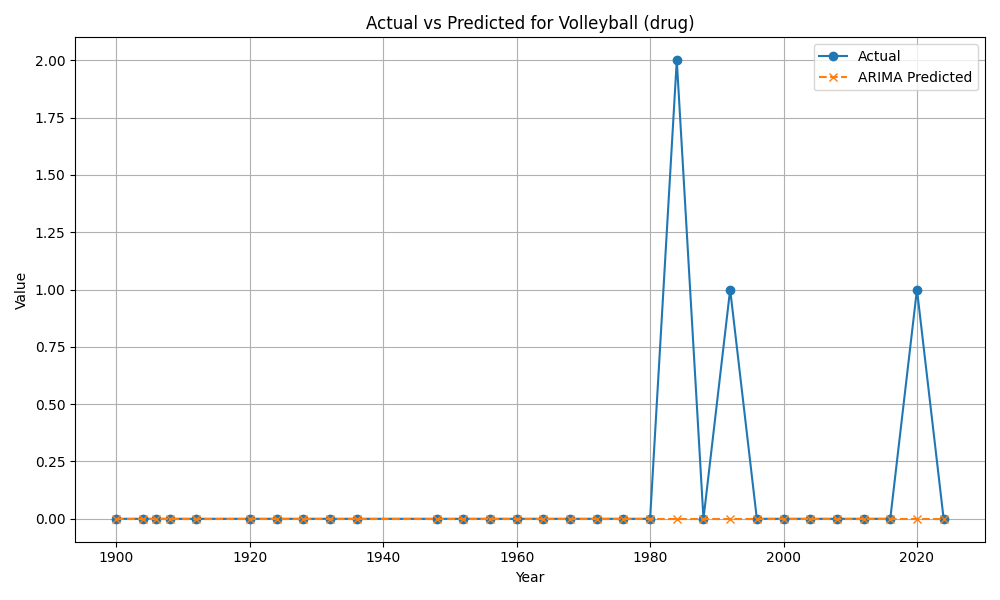 Actual vs Predicted for Volleyball (drug)
Actual
ARIMA Predicted
2.00
1.75
1.50
1.25
1.00
0.75
0.50
0.25
0.00
Value
1900 1920 1940 1960 1980 2000 2020
Year